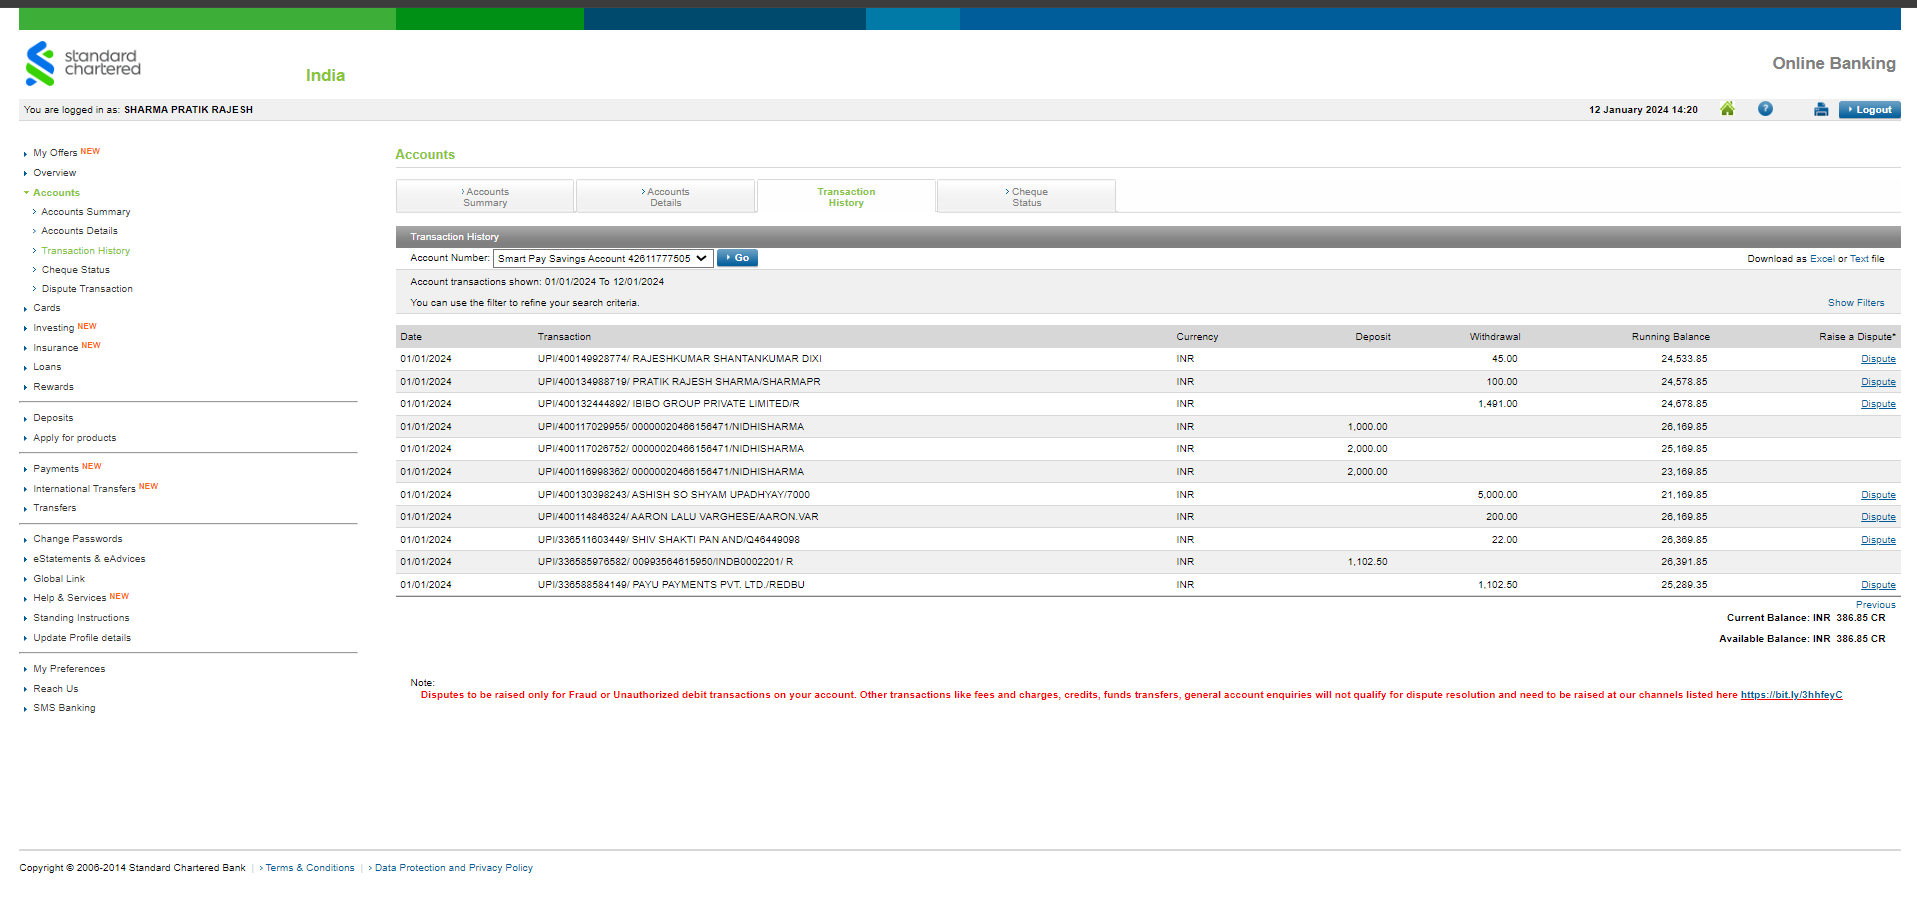 standard
chartered
India
Online Banking
You are logged in as: SHARMA PRATIK RAJESH
12 January 2024 14:20
Logout
My Offers NEW
Overview
Accounts
Accounts Summary
Accounts Details
Transaction History
Cheque Status
Dispute Transaction
Cards
Investing NEW
Insurance NEW
Loans
Rewards
Deposits
Apply for products
Payments NEW
International Transfers NEW
Transfers
Change Passwords
eStatements & eAdvices
Global Link
Help & Services NEW
Standing Instructions
Update Profile details
My Preferences
Reach Us
SMS Banking
Accounts
Accounts Summary
Accounts Details
Transaction History
Cheque Status
Transaction History
Account Number: Smart Pay Savings Account 42611777505 Go
Download as Excel or Text file
Account transactions shown: 01/01/2024 To 12/01/2024
You can use the filter to refine your search criteria.
Show Filters
Date Transaction Currency Deposit Withdrawal Running Balance Raise a Dispute*
01/01/2024 UPI/400149928774/ RAJESHKUMAR SHANTANKUMAR DIXI INR 45.00 24,533.85 Dispute
01/01/2024 UPI/400134988719/ PRATIK RAJESH SHARMA/SHARMAPR INR 100.00 24,578.85 Dispute
01/01/2024 UPI/400132444892/ IBIBO GROUP PRIVATE LIMITED/R INR 1,491.00 24,678.85 Dispute
01/01/2024 UPI/400117029955/ 00000020466156471/NIDHISHARMA INR 1,000.00 26,169.85
01/01/2024 UPI/400117026752/ 00000020466156471/NIDHISHARMA INR 2,000.00 25,169.85
01/01/2024 UPI/400116998362/ 00000020466156471/NIDHISHARMA INR 2,000.00 23,169.85
01/01/2024 UPI/400130398243/ ASHISH SO SHYAM UPADHYAY/7000 INR 5,000.00 21,169.85 Dispute
01/01/2024 UPI/400114846324/ AARON LALU VARGHESE/AARON.VAR INR 200.00 26,169.85 Dispute
01/01/2024 UPI/336511603449/ SHIV SHAKTI PAN AND/Q46449098 INR 22.00 26,369.85 Dispute
01/01/2024 UPI/336585976582/ 00993564615950/INDB0002201/ R INR 1,102.50 26,391.85
01/01/2024 UPI/336588584149/ PAYU PAYMENTS PVT. LTD./REDBU INR 1,102.50 25,289.35 Dispute
Previous
Current Balance: INR 386.85 CR
Available Balance: INR 386.85 CR
Note:
Disputes to be raised only for Fraud or Unauthorized debit transactions on your account. Other transactions like fees and charges, credits, funds transfers, general account enquiries will not qualify for dispute resolution and need to be raised at our channels listed here https://bit.ly/3hhfeyC
Copyright © 2006-2014 Standard Chartered Bank | › Terms & Conditions | › Data Protection and Privacy Policy